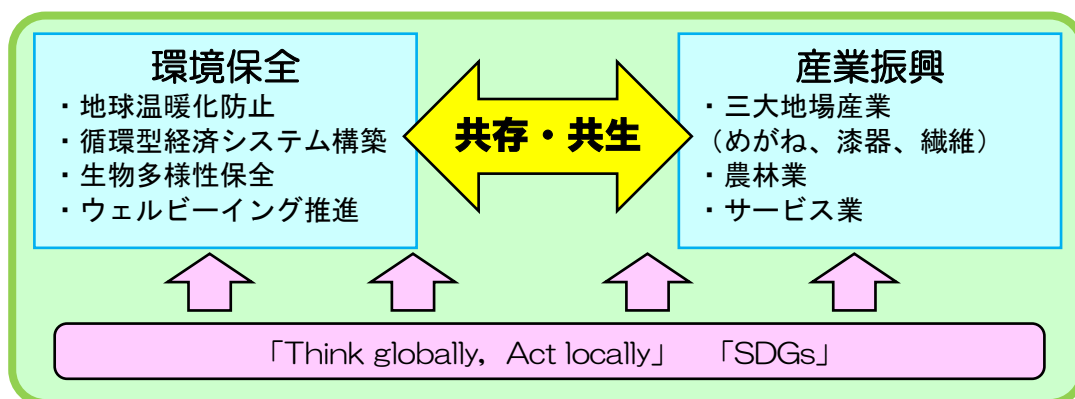 環境保全
・地球温暖化防止
・循環型経済システム構築
・生物多様性保全
・ウェルビーイング推進
共存・共生
産業振興
・三大地場産業
（めがね、漆器、繊維）
・農林業
・サービス業
「Think globally, Act locally」 「SDGs」